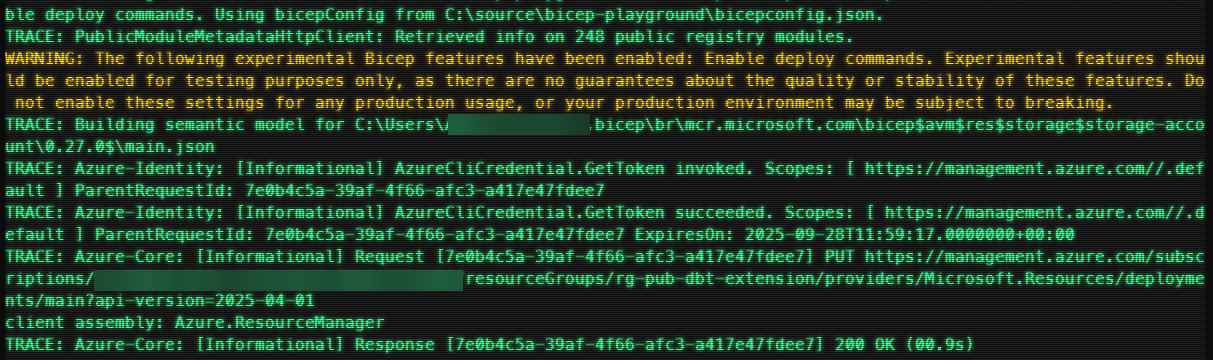 ble deploy commands. Using bicepConfig from C:\source\bicep-playground\bicepconfig.json.
TRACE: PublicModuleMetadataHttpClient: Retrieved info on 248 public registry modules.
WARNING: The following experimental Bicep features have been enabled: Enable deploy commands. Experimental features shou
ld be enabled for testing purposes only, as there are no guarantees about the quality or stability of these features. Do
 not enable these settings for any production usage, or your production environment may be subject to breaking.
TRACE: Building semantic model for C:\Users\ .bicep\br\mcr.microsoft.com\bicep$avm$res$storage$storage-acco
unt\0.27.0$\main.json
TRACE: Azure-Identity: [Informational] AzureCliCredential.GetToken invoked. Scopes: [ https://management.azure.com//.def
ault ] ParentRequestId: 7e0b4c5a-39af-4f66-afc3-a417e47fdee7
TRACE: Azure-Identity: [Informational] AzureCliCredential.GetToken succeeded. Scopes: [ https://management.azure.com//.d
efault ] ParentRequestId: 7e0b4c5a-39af-4f66-afc3-a417e47fdee7 ExpiresOn: 2025-09-28T11:59:17.0000000+00:00
TRACE: Azure-Core: [Informational] Request [7e0b4c5a-39af-4f66-afc3-a417e47fdee7] PUT https://management.azure.com/subsc
riptions/ resourceGroups/rg-pub-dbt-extension/providers/Microsoft.Resources/deployme
nts/main?api-version=2025-04-01
client assembly: Azure.ResourceManager
TRACE: Azure-Core: [Informational] Response [7e0b4c5a-39af-4f66-afc3-a417e47fdee7] 200 OK (00.9s)